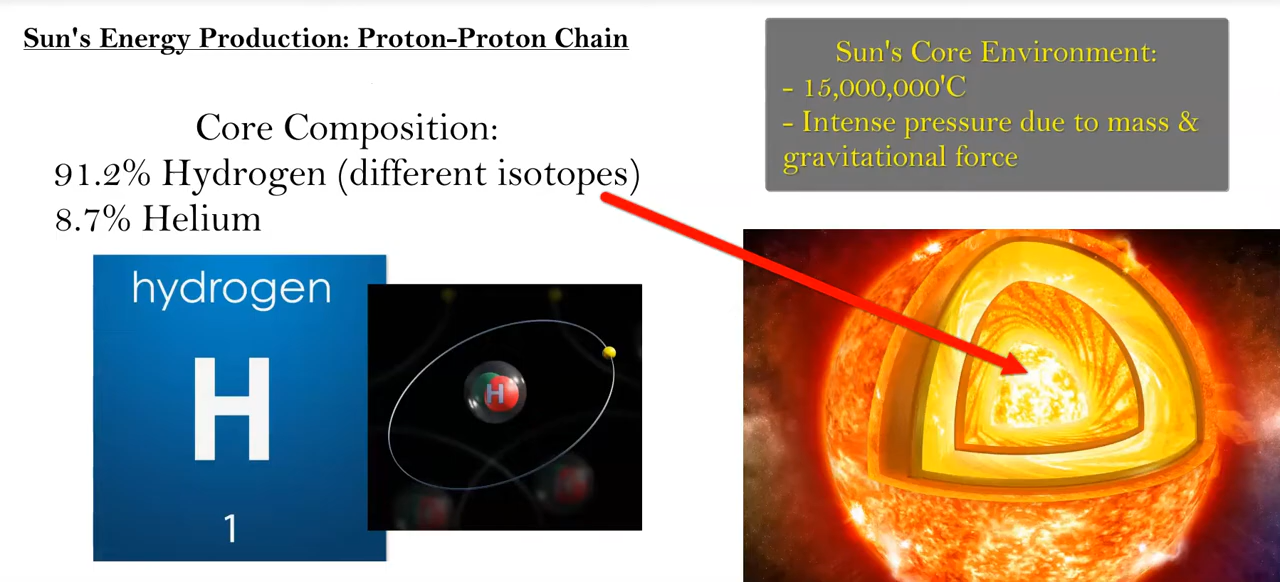 Sun's Energy Production: Proton-Proton Chain
Core Composition:
91.2% Hydrogen (different isotopes)
8.7% Helium
Sun's Core Environment:
- 15,000,000'C
- Intense pressure due to mass &
gravitational force
hydrogen
H
1
H